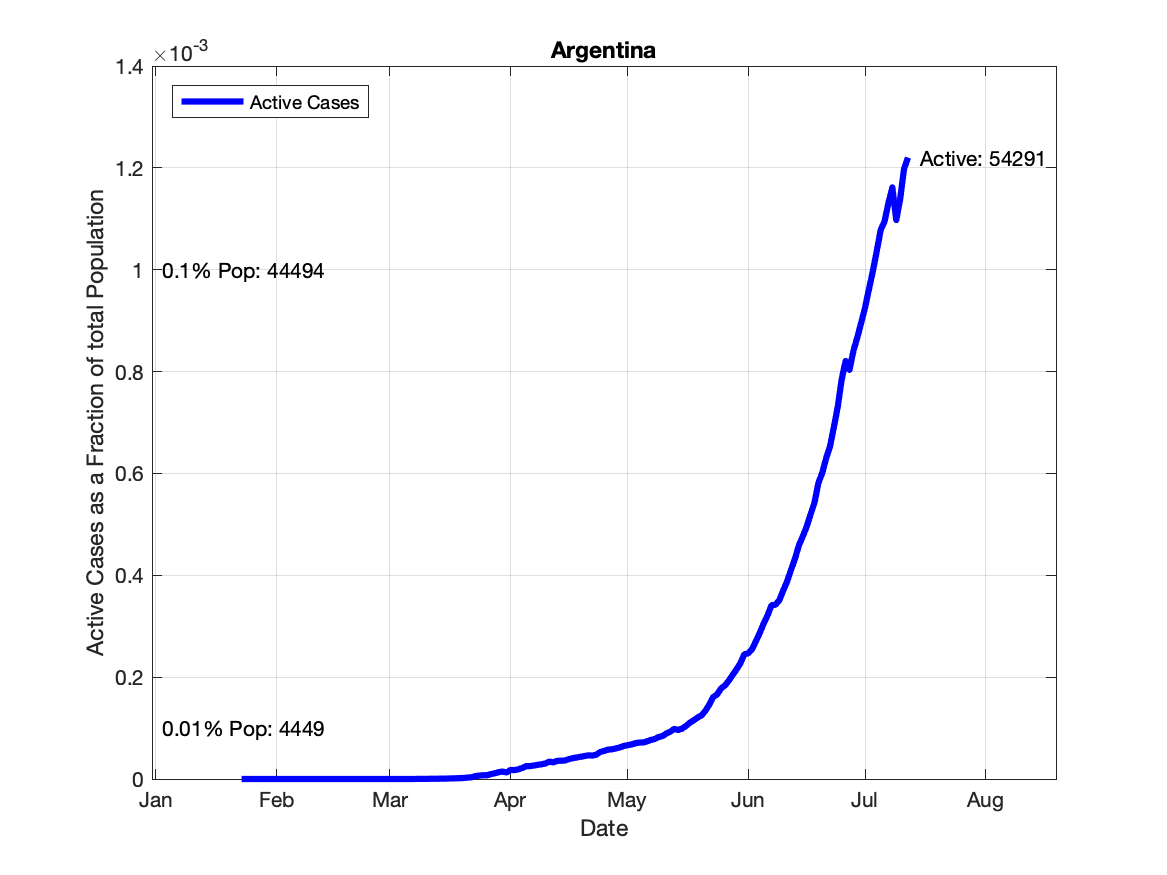 Argentina
×10-3
1.4
1.2
1
0.8
0.6
0.4
0.2
0
Active Cases
Active: 54291
0.1% Pop: 44494
0.01% Pop: 4449
Active Cases as a Fraction of total Population
Jan Feb Mar Apr May Jun Jul Aug
Date